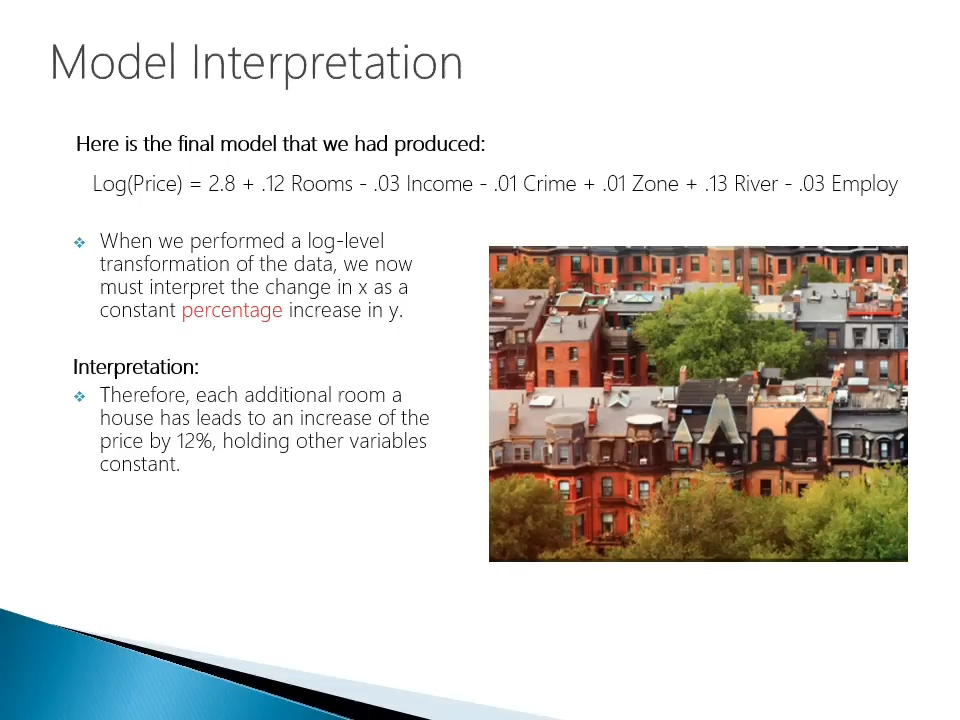 Model Interpretation
Here is the final model that we had produced:
Log(Price) = 2.8 + .12 Rooms - .03 Income - .01 Crime + .01 Zone + .13 River - .03 Employ
When we performed a log-level
transformation of the data, we now
must interpret the change in x as a
constant percentage increase in y.
Interpretation:
Therefore, each additional room a
house has leads to an increase of the
price by 12%, holding other variables
constant.